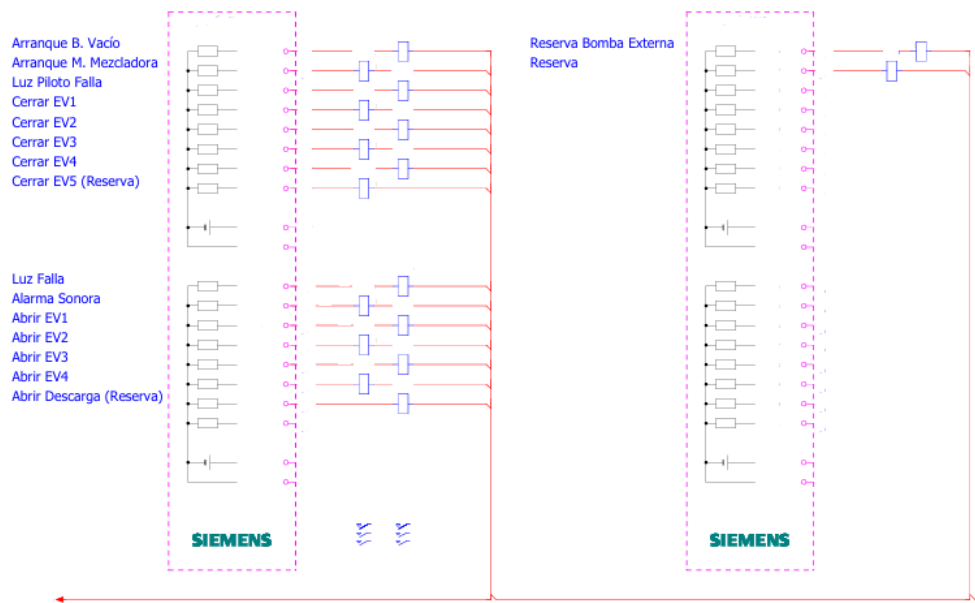 Arranque B. Vacío
Arranque M. Mezcladora
Luz Piloto Falla
Cerrar EV1
Cerrar EV2
Cerrar EV3
Cerrar EV4
Cerrar EV5 (Reserva)
Luz Falla
Alarma Sonora
Abrir EV1
Abrir EV2
Abrir EV3
Abrir EV4
Abrir Descarga (Reserva)
SIEMENS
Reserva Bomba Externa
Reserva
SIEMENS